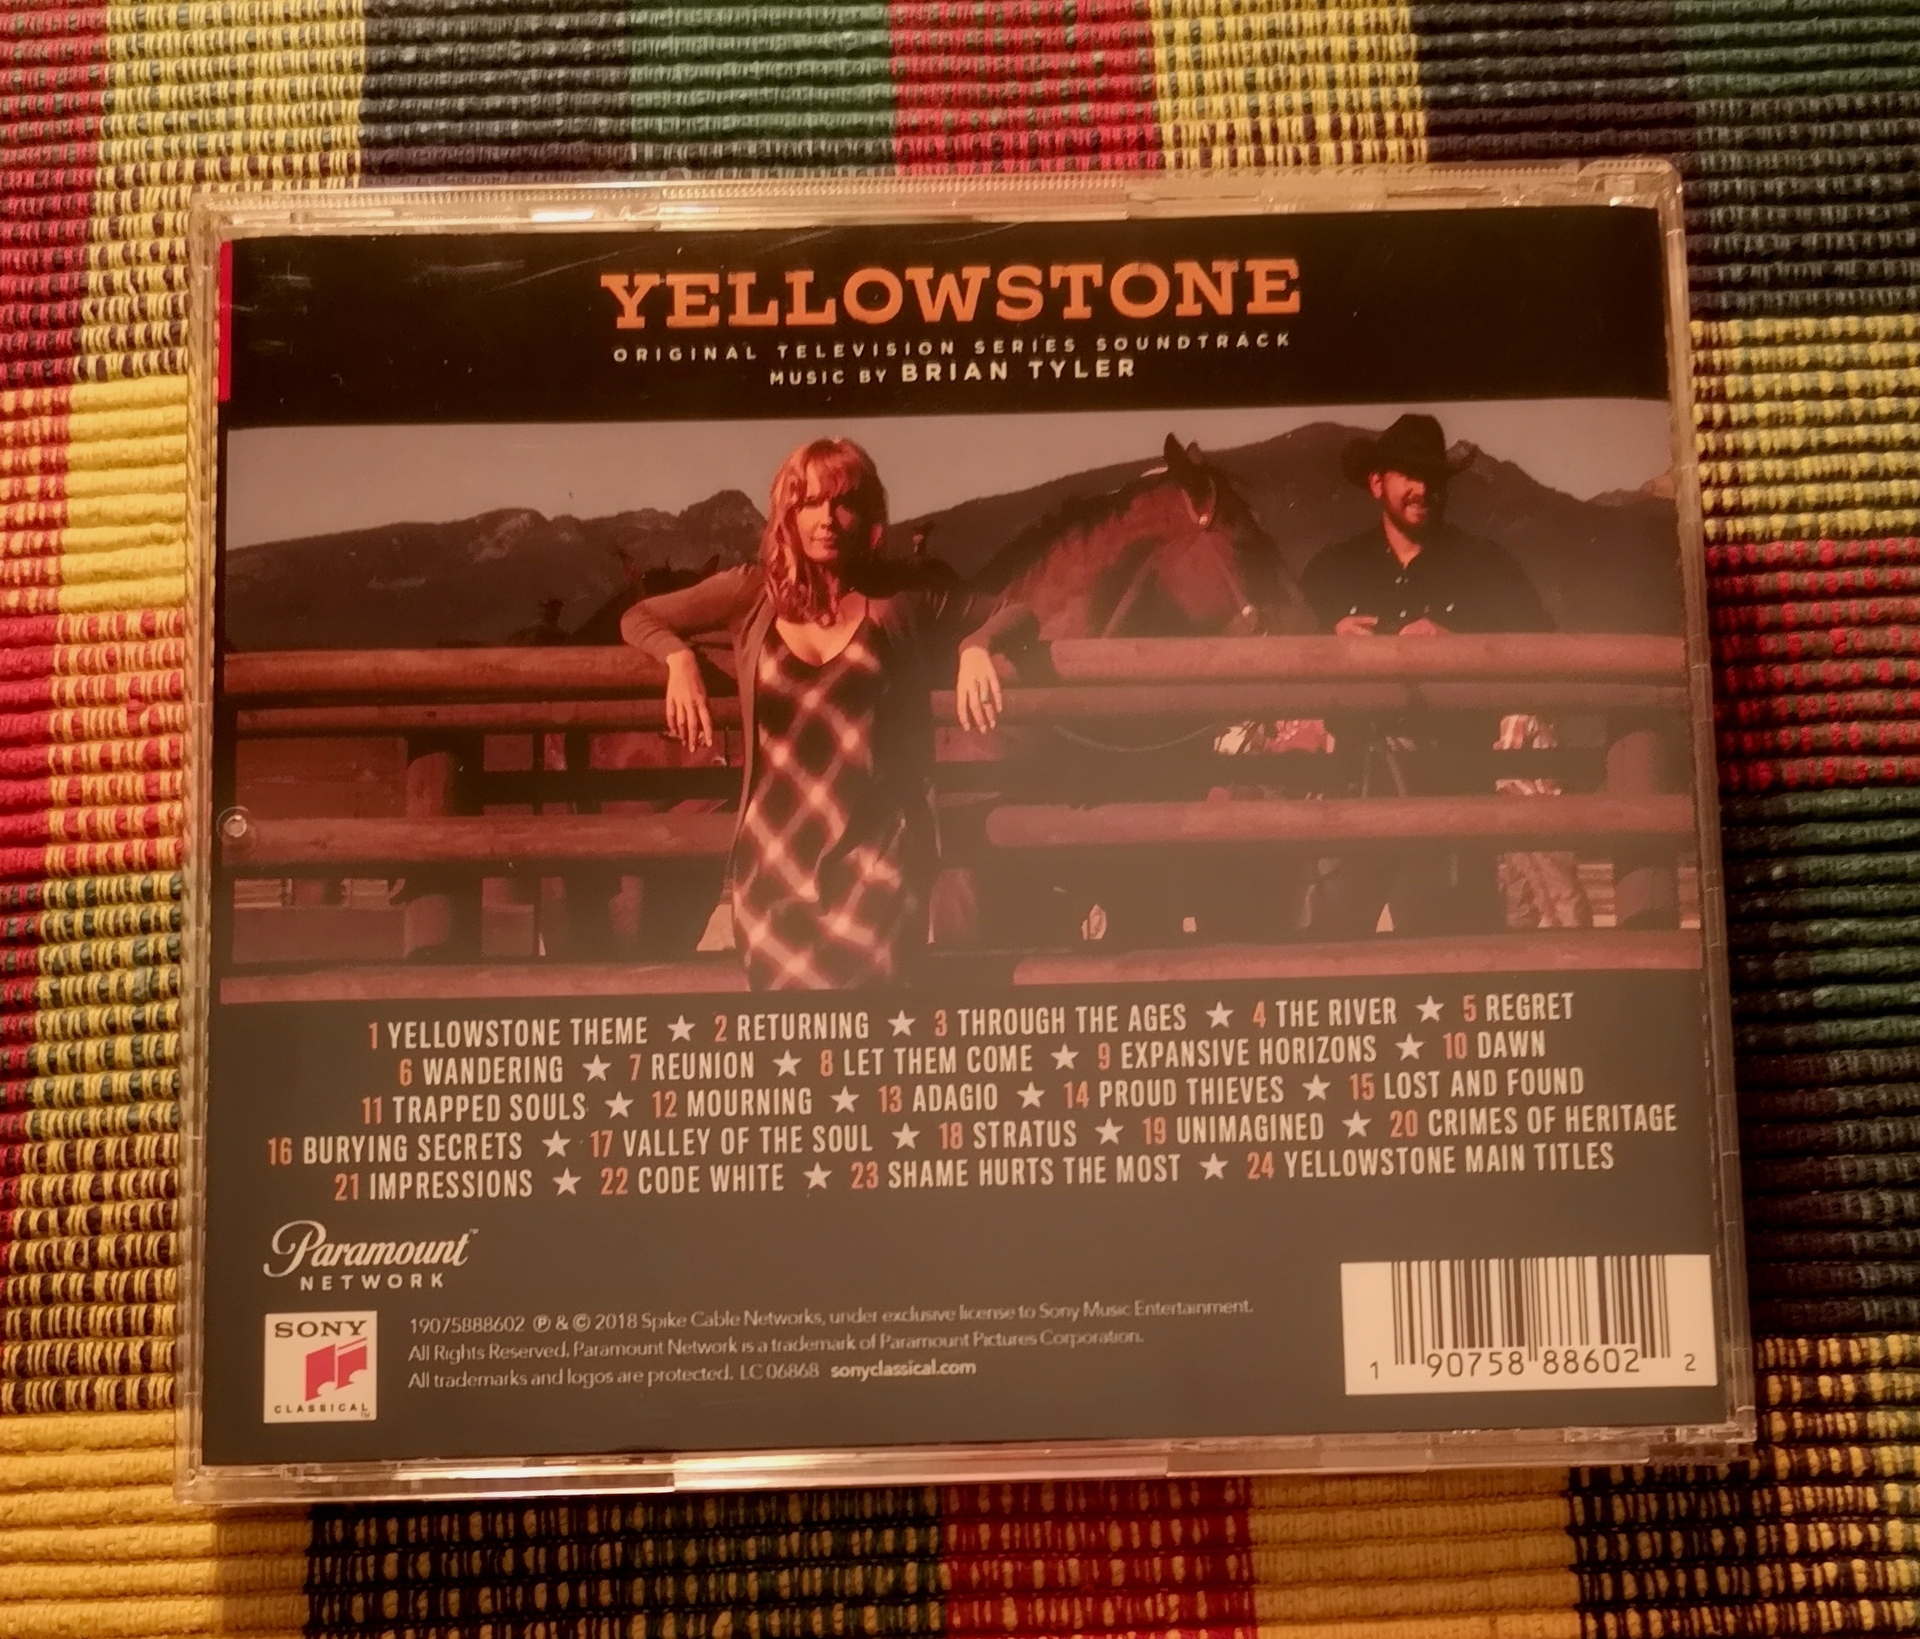 YELLOWSTONE
ORIGINAL TELEVISION SERIES SOUNDTRACK
MUSIC BY BRIAN TYLER
1 YELLOWSTONE THEME ★ 2 RETURNING ★ 3 THROUGH THE AGES ★ 4 THE RIVER ★ 5 REGRET
6 WANDERING ★ 7 REUNION ★ 8 LET THEM COME ★ 9 EXPANSIVE HORIZONS ★ 10 DAWN
11 TRAPPED SOULS ★ 12 MOURNING ★ 13 ADAGIO ★ 14 PROUD THIEVES ★ 15 LOST AND FOUND
16 BURYING SECRETS ★ 17 VALLEY OF THE SOUL ★ 18 STRATUS ★ 19 UNIMAGINED ★ 20 CRIMES OF HERITAGE
21 IMPRESSIONS ★ 22 CODE WHITE ★ 23 SHAME HURTS THE MOST ★ 24 YELLOWSTONE MAIN TITLES
Paramount™
NETWORK
SONY
CLASSICAL™
19075888602 ℗ & © 2018 Spike Cable Networks, under exclusive license to Sony Music Entertainment.
All Rights Reserved. Paramount Network is a trademark of Paramount Pictures Corporation.
All trademarks and logos are protected. LC 06868 sonyclassical.com
1 90758 88602 2